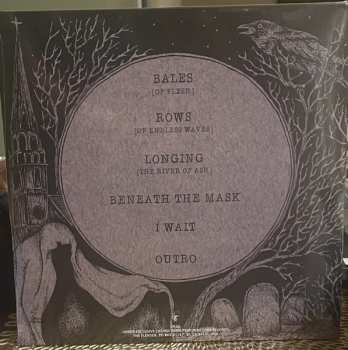 BALES
[OF FLESH]
ROWS
[OF ENDLESS WAVES]
LONGING
[THE RIVER OF ASH]
BENEATH THE MASK
I WAIT
OUTRO